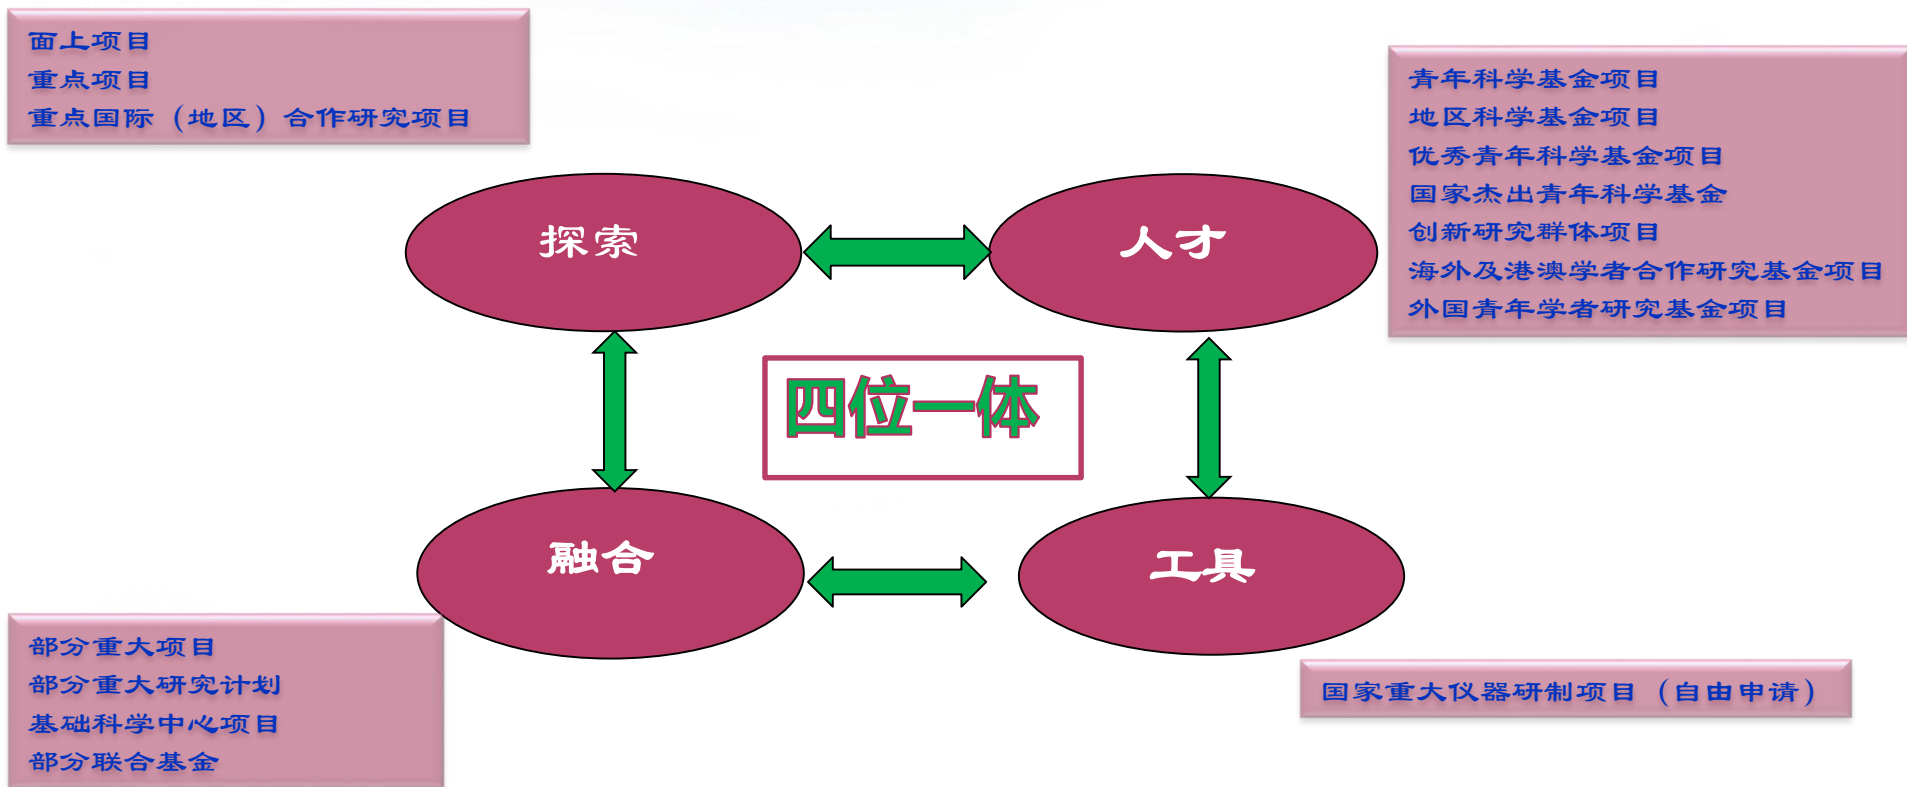 面上项目
重点项目
重点国际（地区）合作研究项目
青年科学基金项目
地区科学基金项目
优秀青年科学基金项目
国家杰出青年科学基金
创新研究群体项目
海外及港澳学者合作研究基金项目
外国青年学者研究基金项目
探索
人才
四位一体
融合
工具
部分重大项目
部分重大研究计划
基础科学中心项目
部分联合基金
国家重大仪器研制项目（自由申请）